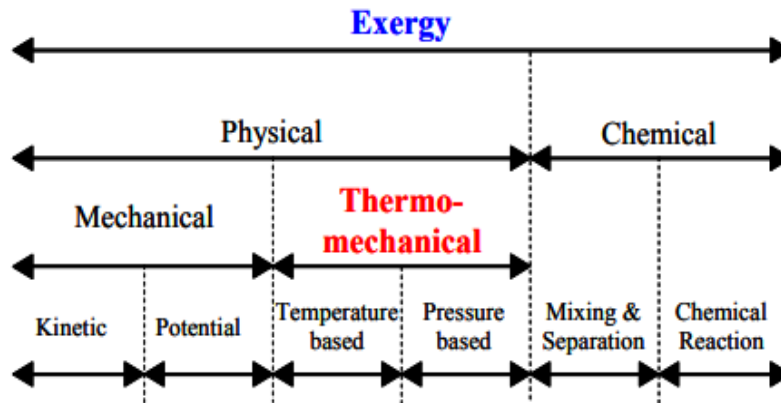 Exergy
Physical
Chemical
Mechanical
Thermo-
mechanical
Kinetic
Potential
Temperature
based
Pressure
based
Mixing &
Separation
Chemical
Reaction